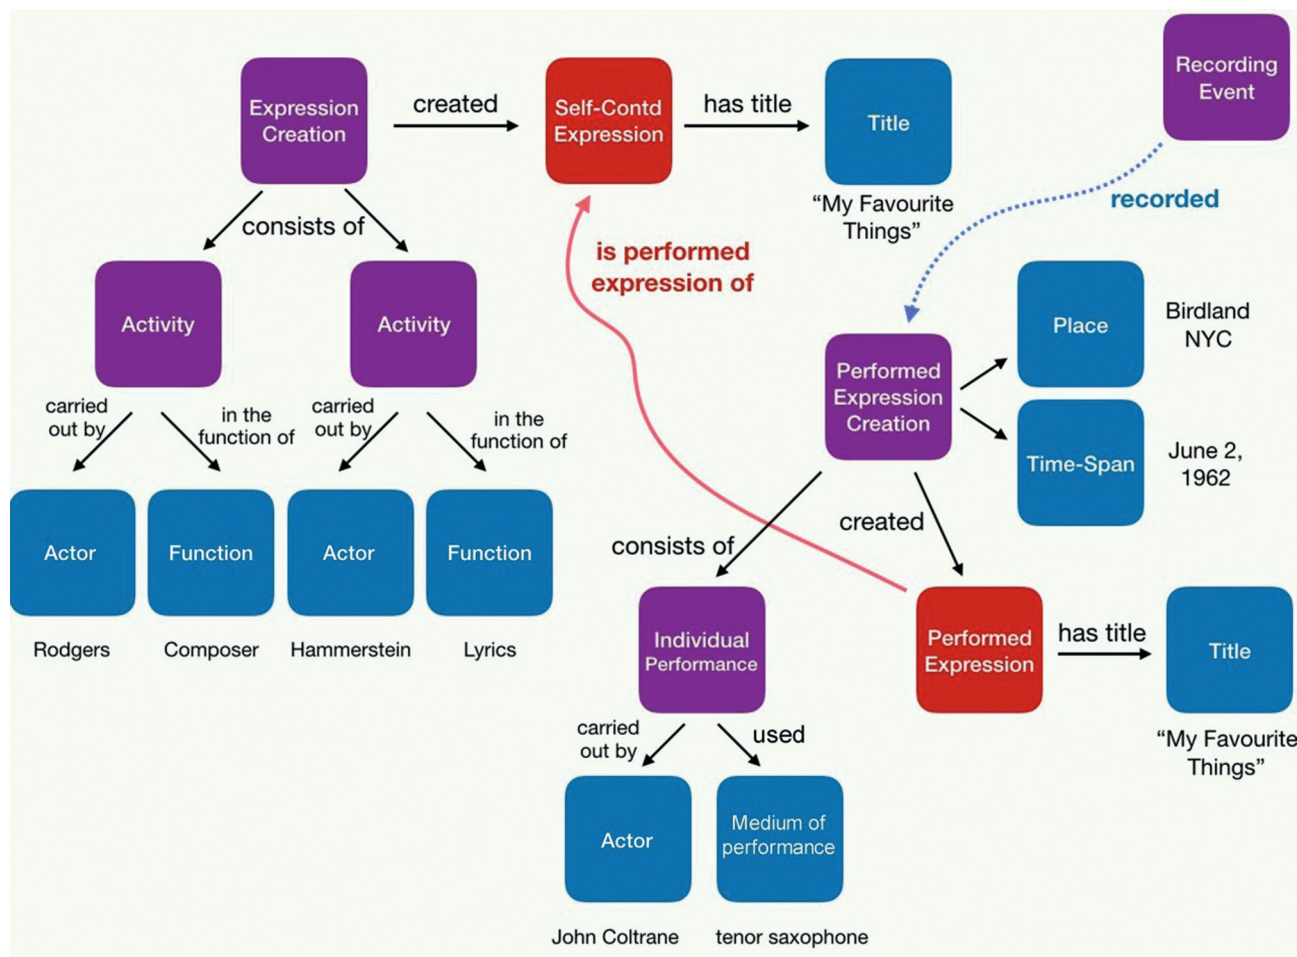 Recording
Event
Expression
Creation
created
Self-Contd
Expression
has title
Title
“My Favourite
Things”
recorded
consists of
is performed
expression of
Activity
Activity
Place
Birdland
NYC
Performed
Expression
Creation
Time-Span
June 2,
1962
carried
out by
in the
function of
carried
out by
in the
function of
Actor
Function
Actor
Function
Rodgers
Composer
Hammerstein
Lyrics
consists of
created
Individual
Performance
Performed
Expression
has title
Title
“My Favourite
Things”
carried
out by
used
Actor
Medium of
performance
John Coltrane
tenor saxophone